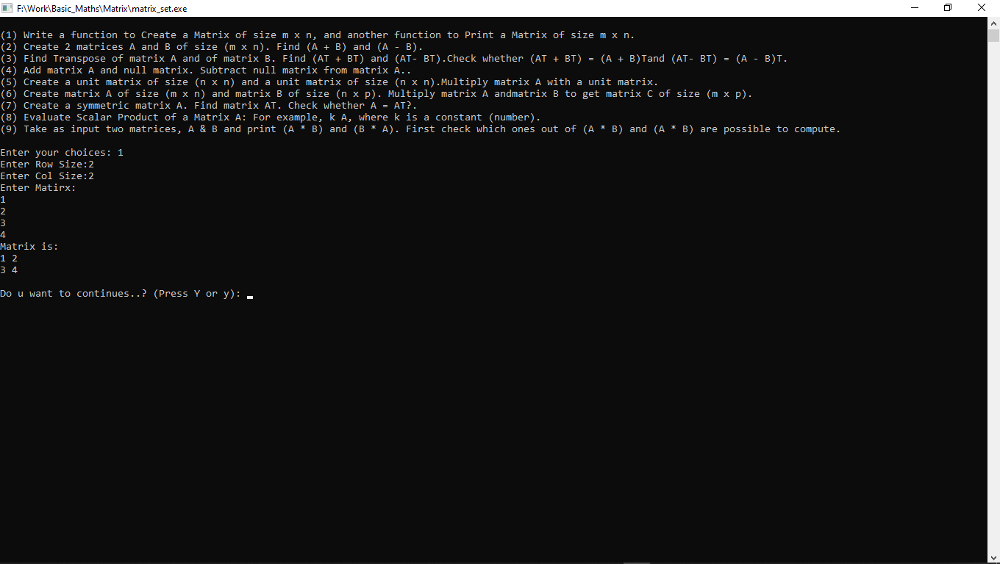 F:\Work\Basic_Maths\Matrix\matrix_set.exe
(1) Write a function to Create a Matrix of size m x n, and another function to Print a Matrix of size m x n.
(2) Create 2 matrices A and B of size (m x n). Find (A + B) and (A - B).
(3) Find Transpose of matrix A and of matrix B. Find (AT + BT) and (AT- BT).Check whether (AT + BT) = (A + B)Tand (AT- BT) = (A - B)T.
(4) Add matrix A and null matrix. Subtract null matrix from matrix A..
(5) Create a unit matrix of size (n x n) and a unit matrix of size (n x n).Multiply matrix A with a unit matrix.
(6) Create matrix A of size (m x n) and matrix B of size (n x p). Multiply matrix A andmatrix B to get matrix C of size (m x p).
(7) Create a symmetric matrix A. Find matrix AT. Check whether A = AT?.
(8) Evaluate Scalar Product of a Matrix A: For example, k A, where k is a constant (number).
(9) Take as input two matrices, A & B and print (A * B) and (B * A). First check which ones out of (A * B) and (A * B) are possible to compute.
Enter your choices: 1
Enter Row Size:2
Enter Col Size:2
Enter Matirx:
1
2
3
4
Matrix is:
1 2
3 4
Do u want to continues..? (Press Y or y):